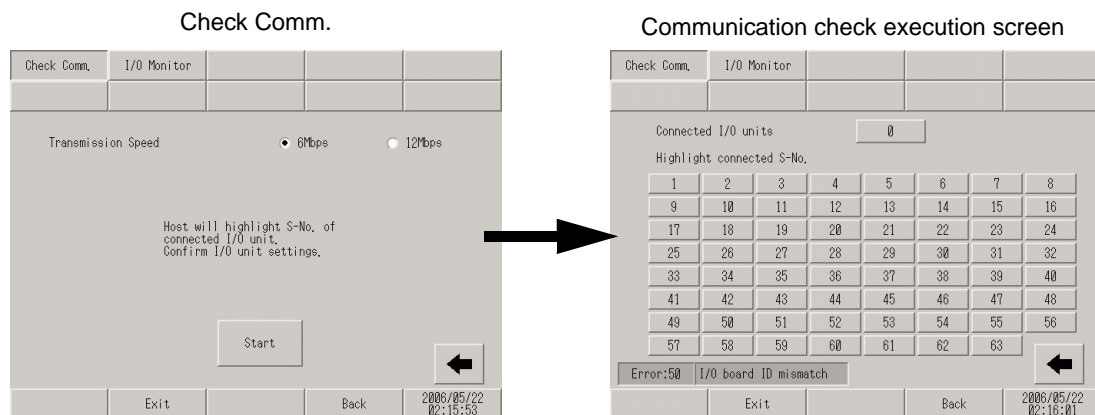 Check Comm.
Check Comm. I/O Monitor
Transmission Speed 6Mbps 12Mbps
Host will highlight S-No. of
connected I/O unit.
Confirm I/O unit settings.
Start
Exit Back 2006/05/22
02:15:53
Communication check execution screen
Check Comm. I/O Monitor
Connected I/O units 0
Highlight connected S-No.
1 2 3 4 5 6 7 8
9 10 11 12 13 14 15 16
17 18 19 20 21 22 23 24
25 26 27 28 29 30 31 32
33 34 35 36 37 38 39 40
41 42 43 44 45 46 47 48
49 50 51 52 53 54 55 56
57 58 59 60 61 62 63
Error:50 I/O board ID mismatch
Exit Back 2006/05/22
02:16:01